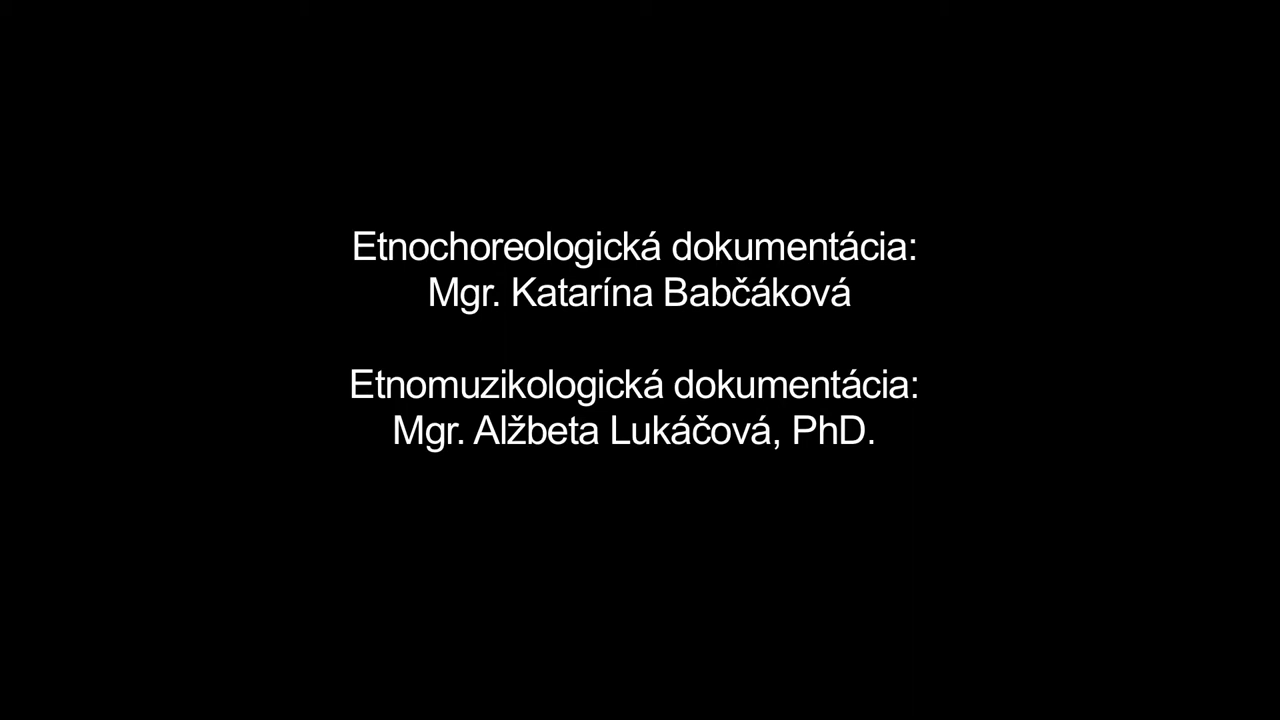 Etnochoreologická dokumentácia:
Mgr. Katarína Babčáková
Etnomuzikologická dokumentácia:
Mgr. Alžbeta Lukáčová, PhD.